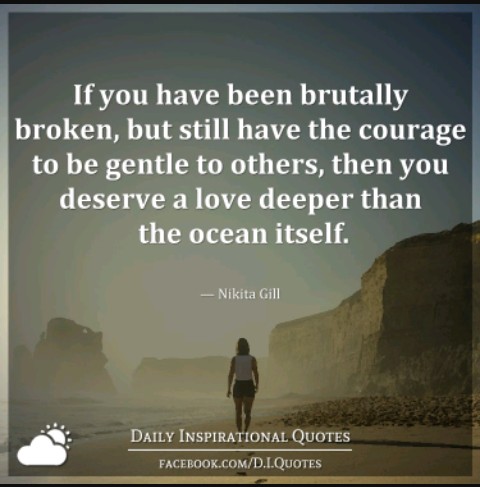 If you have been brutally
broken, but still have the courage
to be gentle to others, then you
deserve a love deeper than
the ocean itself.
— Nikita Gill
Daily Inspirational Quotes
facebook.com/D.I.Quotes